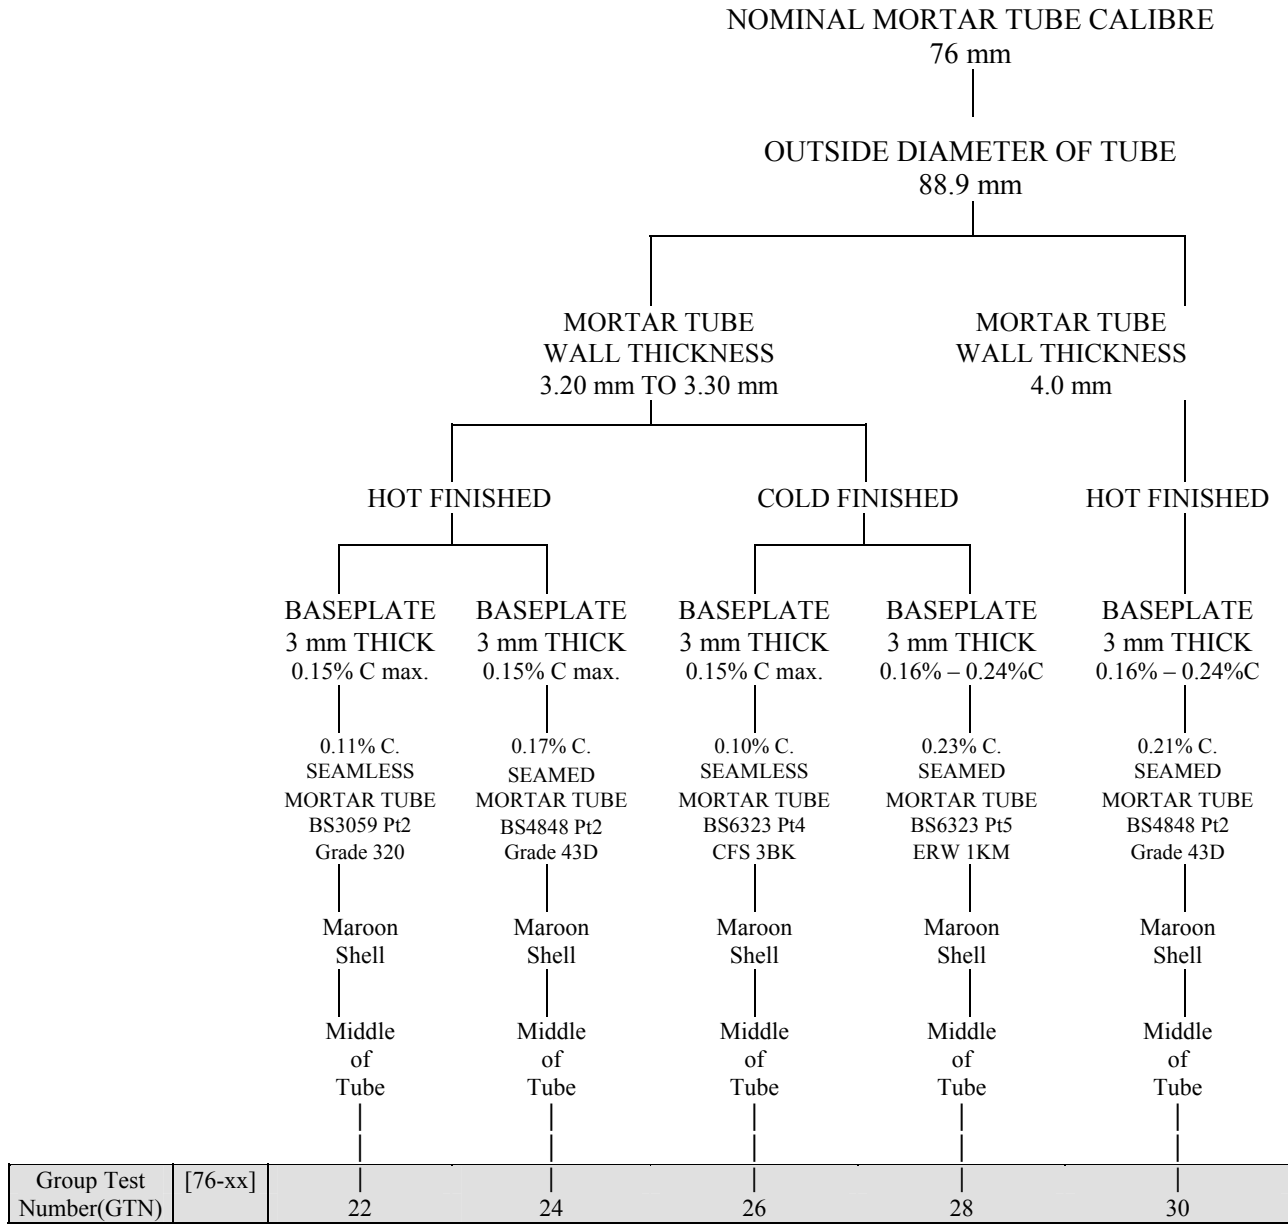 NOMINAL MORTAR TUBE CALIBRE
76 mm
OUTSIDE DIAMETER OF TUBE
88.9 mm
MORTAR TUBE
WALL THICKNESS
3.20 mm TO 3.30 mm
MORTAR TUBE
WALL THICKNESS
4.0 mm
HOT FINISHED
COLD FINISHED
HOT FINISHED
BASEPLATE
3 mm THICK
0.15% C max.
BASEPLATE
3 mm THICK
0.15% C max.
BASEPLATE
3 mm THICK
0.15% C max.
BASEPLATE
3 mm THICK
0.16% – 0.24%C
BASEPLATE
3 mm THICK
0.16% – 0.24%C
0.11% C.
SEAMLESS
MORTAR TUBE
BS3059 Pt2
Grade 320
0.17% C.
SEAMED
MORTAR TUBE
BS4848 Pt2
Grade 43D
0.10% C.
SEAMLESS
MORTAR TUBE
BS6323 Pt4
CFS 3BK
0.23% C.
SEAMED
MORTAR TUBE
BS6323 Pt5
ERW 1KM
0.21% C.
SEAMED
MORTAR TUBE
BS4848 Pt2
Grade 43D
Maroon
Shell
Maroon
Shell
Maroon
Shell
Maroon
Shell
Maroon
Shell
Middle
of
Tube
Middle
of
Tube
Middle
of
Tube
Middle
of
Tube
Middle
of
Tube
Group Test
Number(GTN)
[76-xx]
22
24
26
28
30